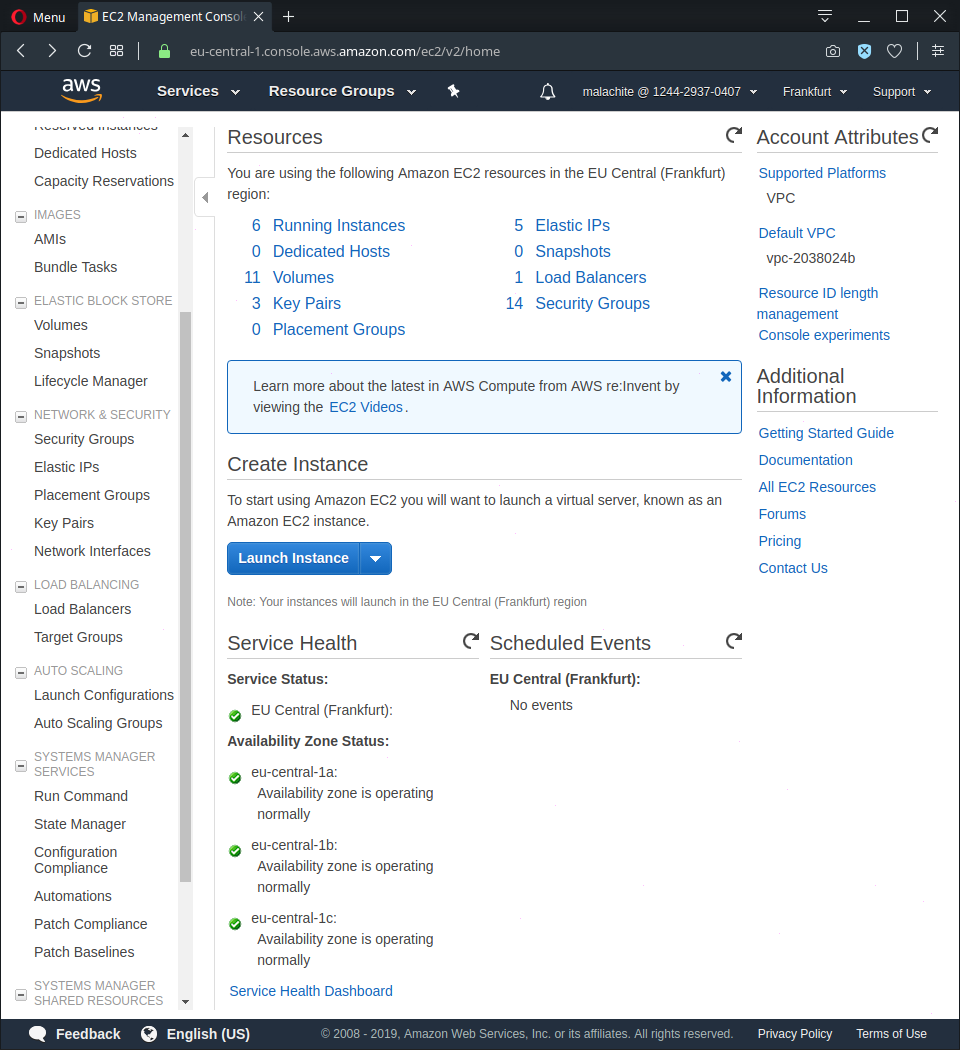 Menu
EC2 Management Consol
eu-central-1.console.aws.amazon.com/ec2/v2/home
aws
Services
Resource Groups
malachite @ 1244-2937-0407
Frankfurt
Support
Reserved Instances
Dedicated Hosts
Capacity Reservations
IMAGES
AMIs
Bundle Tasks
ELASTIC BLOCK STORE
Volumes
Snapshots
Lifecycle Manager
NETWORK & SECURITY
Security Groups
Elastic IPs
Placement Groups
Key Pairs
Network Interfaces
LOAD BALANCING
Load Balancers
Target Groups
AUTO SCALING
Launch Configurations
Auto Scaling Groups
SYSTEMS MANAGER
SERVICES
Run Command
State Manager
Configuration
Compliance
Automations
Patch Compliance
Patch Baselines
SYSTEMS MANAGER
SHARED RESOURCES
Resources
You are using the following Amazon EC2 resources in the EU Central (Frankfurt)
region:
6 Running Instances
0 Dedicated Hosts
11 Volumes
3 Key Pairs
0 Placement Groups
5 Elastic IPs
0 Snapshots
1 Load Balancers
14 Security Groups
Learn more about the latest in AWS Compute from AWS re:Invent by
viewing the EC2 Videos.
Create Instance
To start using Amazon EC2 you will want to launch a virtual server, known as an
Amazon EC2 instance.
Launch Instance
Note: Your instances will launch in the EU Central (Frankfurt) region
Service Health
Service Status:
EU Central (Frankfurt):
Availability Zone Status:
eu-central-1a:
Availability zone is operating
normally
eu-central-1b:
Availability zone is operating
normally
eu-central-1c:
Availability zone is operating
normally
Service Health Dashboard
Scheduled Events
EU Central (Frankfurt):
No events
Account Attributes
Supported Platforms
VPC
Default VPC
vpc-2038024b
Resource ID length
management
Console experiments
Additional
Information
Getting Started Guide
Documentation
All EC2 Resources
Forums
Pricing
Contact Us
Feedback
English (US)
© 2008 - 2019, Amazon Web Services, Inc. or its affiliates. All rights reserved.
Privacy Policy
Terms of Use